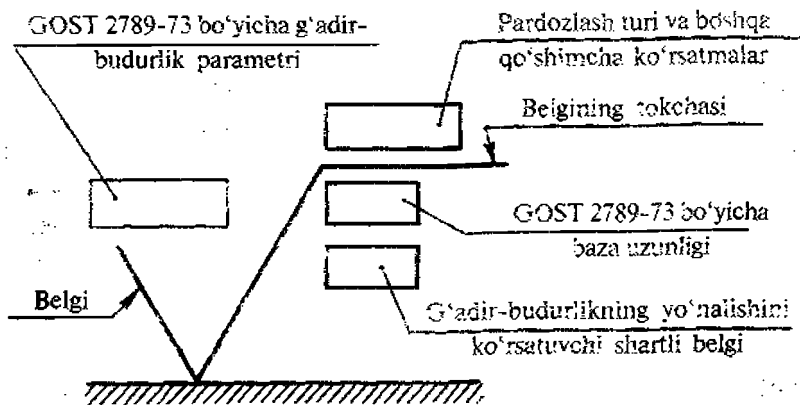 GOST 2789-73 bo‘yicha g‘adir-
budurlik parametri
Pardozlash turi va boshqa
qo‘shimcha ko‘rsatmalar
Belgining tokchasi
GOST 2789-73 bo‘yicha
baza uzunligi
Belgi
G‘adir-budurlikning yo‘nalishini
ko‘rsatuvchi shartli belgi